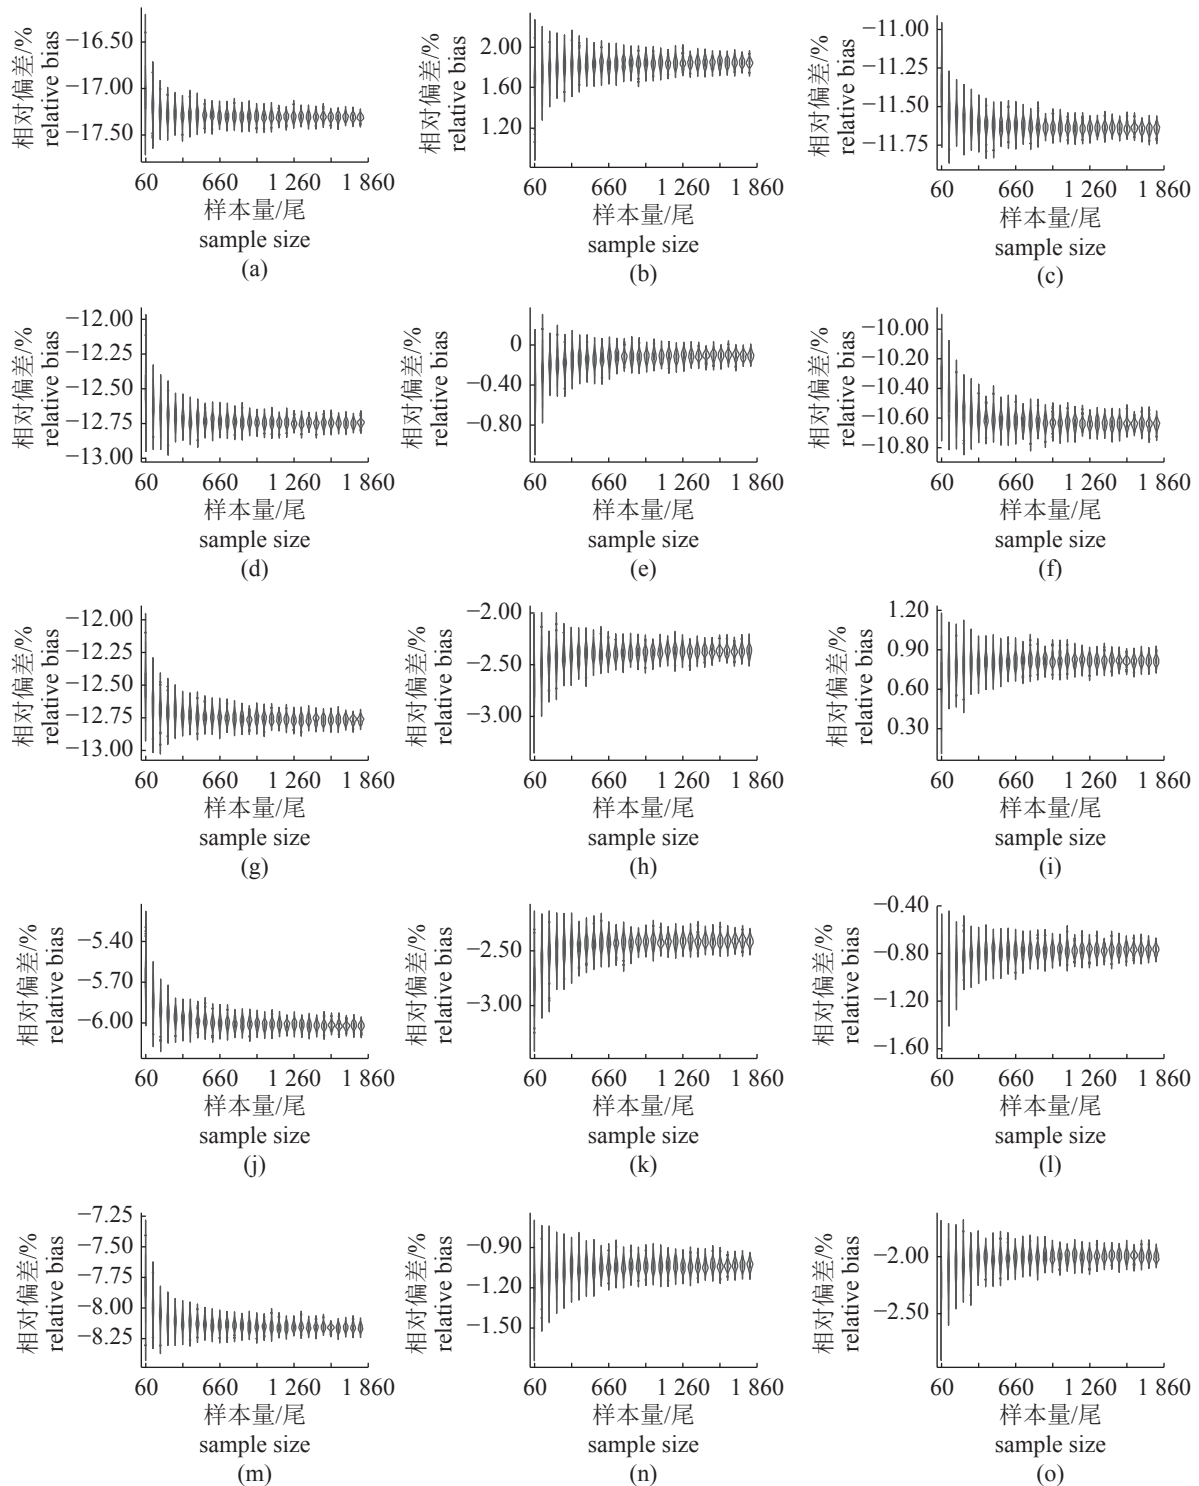 相对偏差/%
relative bias
−16.50
−17.00
−17.50
60 660 1 260 1 860
样本量/尾
sample size
(a)
相对偏差/%
relative bias
2.00
1.60
1.20
60 660 1 260 1 860
样本量/尾
sample size
(b)
相对偏差/%
relative bias
−11.00
−11.25
−11.50
−11.75
60 660 1 260 1 860
样本量/尾
sample size
(c)
相对偏差/%
relative bias
−12.00
−12.25
−12.50
−12.75
−13.00
60 660 1 260 1 860
样本量/尾
sample size
(d)
相对偏差/%
relative bias
0
−0.40
−0.80
60 660 1 260 1 860
样本量/尾
sample size
(e)
相对偏差/%
relative bias
−10.00
−10.20
−10.40
−10.60
−10.80
60 660 1 260 1 860
样本量/尾
sample size
(f)
相对偏差/%
relative bias
−12.00
−12.25
−12.50
−12.75
−13.00
60 660 1 260 1 860
样本量/尾
sample size
(g)
相对偏差/%
relative bias
−2.00
−2.50
−3.00
60 660 1 260 1 860
样本量/尾
sample size
(h)
相对偏差/%
relative bias
1.20
0.90
0.60
0.30
60 660 1 260 1 860
样本量/尾
sample size
(i)
相对偏差/%
relative bias
−5.40
−5.70
−6.00
60 660 1 260 1 860
样本量/尾
sample size
(j)
相对偏差/%
relative bias
−2.50
−3.00
60 660 1 260 1 860
样本量/尾
sample size
(k)
相对偏差/%
relative bias
−0.40
−0.80
−1.20
−1.60
60 660 1 260 1 860
样本量/尾
sample size
(l)
相对偏差/%
relative bias
−7.25
−7.50
−7.75
−8.00
−8.25
60 660 1 260 1 860
样本量/尾
sample size
(m)
相对偏差/%
relative bias
−0.90
−1.20
−1.50
60 660 1 260 1 860
样本量/尾
sample size
(n)
相对偏差/%
relative bias
−2.00
−2.50
60 660 1 260 1 860
样本量/尾
sample size
(o)